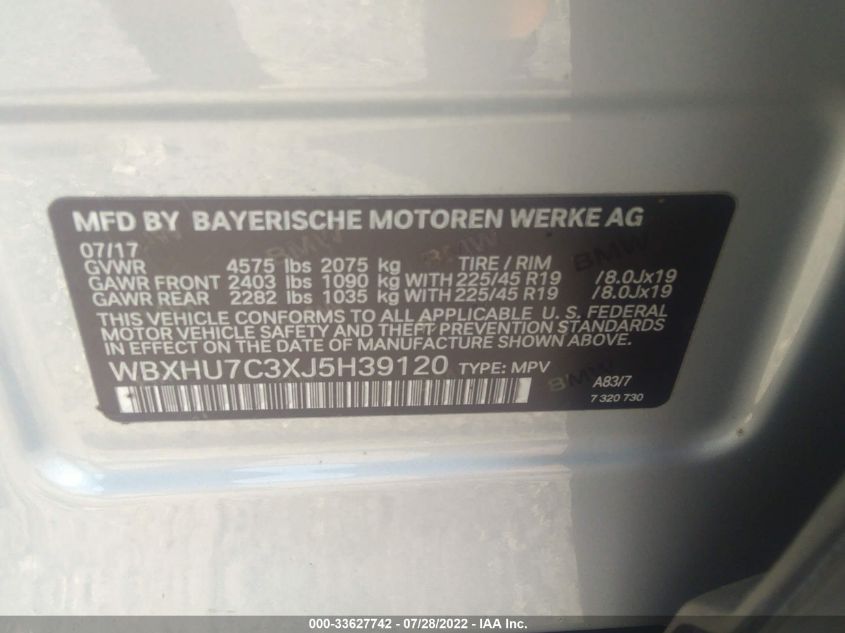 MFD BY BAYERISCHE MOTOREN WERKE AG
07/17
GVWR 4575 lbs 2075 kg TIRE / RIM
GAWR FRONT 2403 lbs 1090 kg WITH 225/45 R19 /8.0Jx19
GAWR REAR 2282 lbs 1035 kg WITH 225/45 R19 /8.0Jx19
THIS VEHICLE CONFORMS TO ALL APPLICABLE U. S. FEDERAL
MOTOR VEHICLE SAFETY AND THEFT PREVENTION STANDARDS
IN EFFECT ON THE DATE OF MANUFACTURE SHOWN ABOVE.
WBXHU7C3XJ5H39120 TYPE: MPV
A83/7
7 320 730
BMW
BMW
BMW
BMW
000-33627742 / 07/28/2022 - IAA Inc.